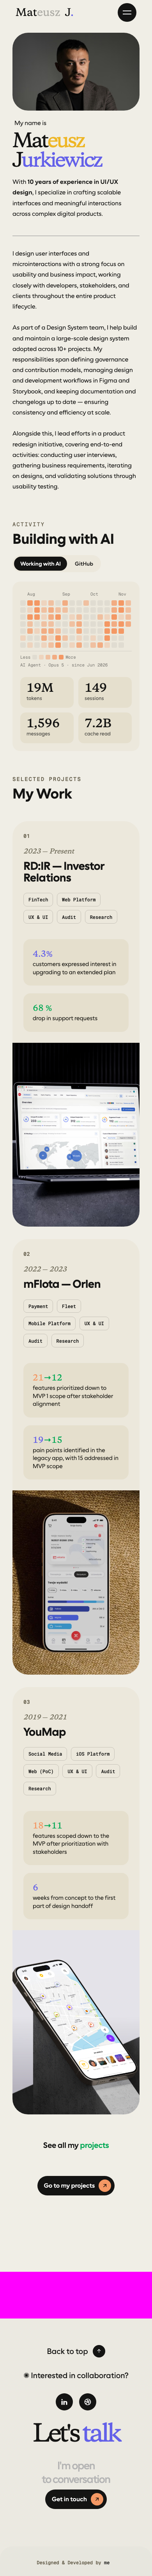 Mateusz J.
My name is
Mateusz
Jurkiewicz
With 10 years of experience in UI/UX
design, I specialize in crafting scalable
interfaces and meaningful interactions
across complex digital products.
I design user interfaces and
microinteractions with a strong focus on
usability and business impact, working
closely with developers, stakeholders, and
clients throughout the entire product
lifecycle.
As part of a Design System team, I help build
and maintain a large-scale design system
adopted across 10+ projects. My
responsibilities span defining governance
and contribution models, managing design
and development workflows in Figma and
Storybook, and keeping documentation and
changelogs up to date — ensuring
consistency and efficiency at scale.
Alongside this, I lead efforts in a product
redesign initiative, covering end-to-end
activities: conducting user interviews,
gathering business requirements, iterating
on designs, and validating solutions through
usability testing.
ACTIVITY
Building with AI
Working with AI
GitHub
Aug Sep Oct Nov
Less More
AI Agent · Opus 5 · since Jun 2025
19M
tokens
149
sessions
1,596
messages
7.2B
cache read
SELECTED PROJECTS
My Work
01
2023 — Present
RD:IR — Investor
Relations
FinTech
Web Platform
UX & UI
Audit
Research
4.3%
customers expressed interest in
upgrading to an extended plan
68 %
drop in support requests
02
2022 — 2023
mFlota — Orlen
Payment
Fleet
Mobile Platform
UX & UI
Audit
Research
21→12
features prioritized down to
MVP 1 scope after stakeholder
alignment
19→15
pain points identified in the
legacy app, with 15 addressed in
MVP scope
03
2019 — 2021
YouMap
Social Media
iOS Platform
Web (PoC)
UX & UI
Audit
Research
18→11
features scoped down to the
MVP after prioritization with
stakeholders
6
weeks from concept to the first
part of design handoff
See all my projects
Go to my projects
Back to top
Interested in collaboration?
in
Let's talk
I'm open
to conversation
Get in touch
Designed & Developed by me